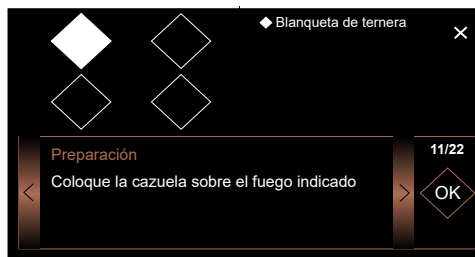 Blanqueta de ternera
Preparación
11/22
Coloque la cazuela sobre el fuego indicado
OK